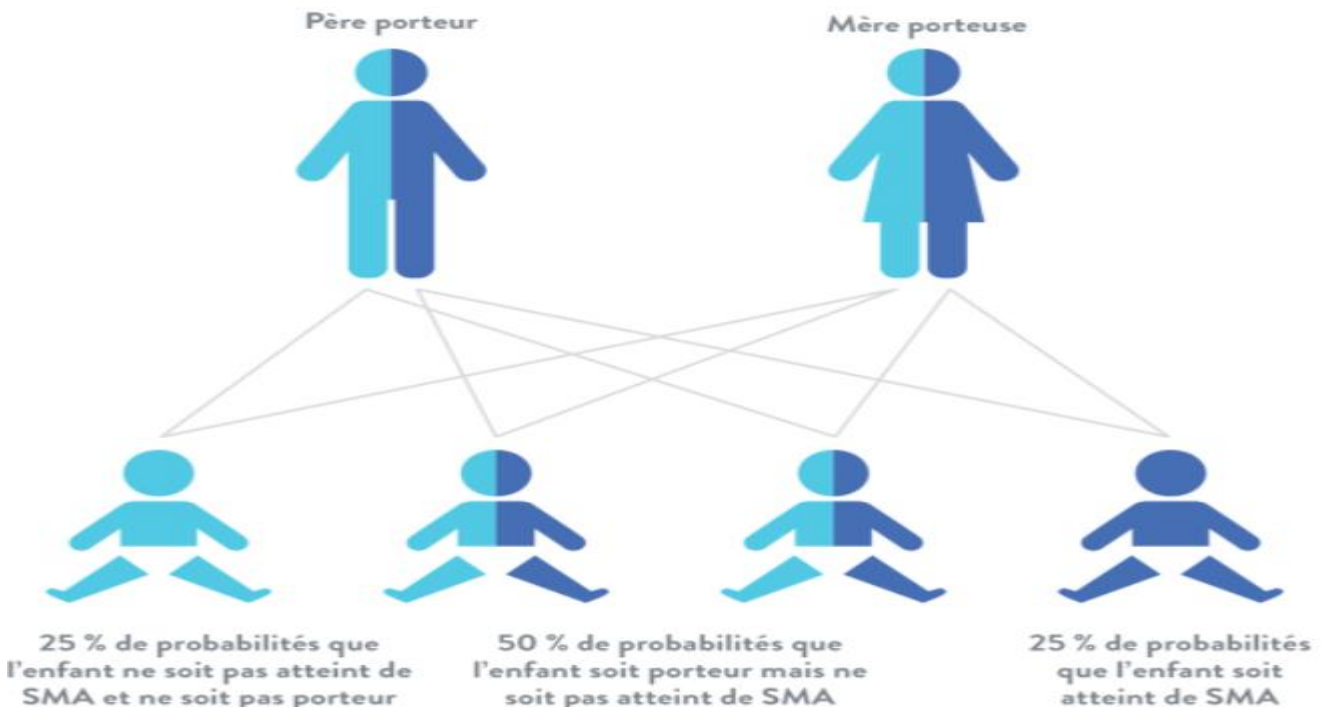 Père porteur
Mère porteuse
25 % de probabilités que
l'enfant ne soit pas atteint de
SMA et ne soit pas porteur
50 % de probabilités que
l'enfant soit porteur mais ne
soit pas atteint de SMA
25 % de probabilités
que l'enfant soit
atteint de SMA